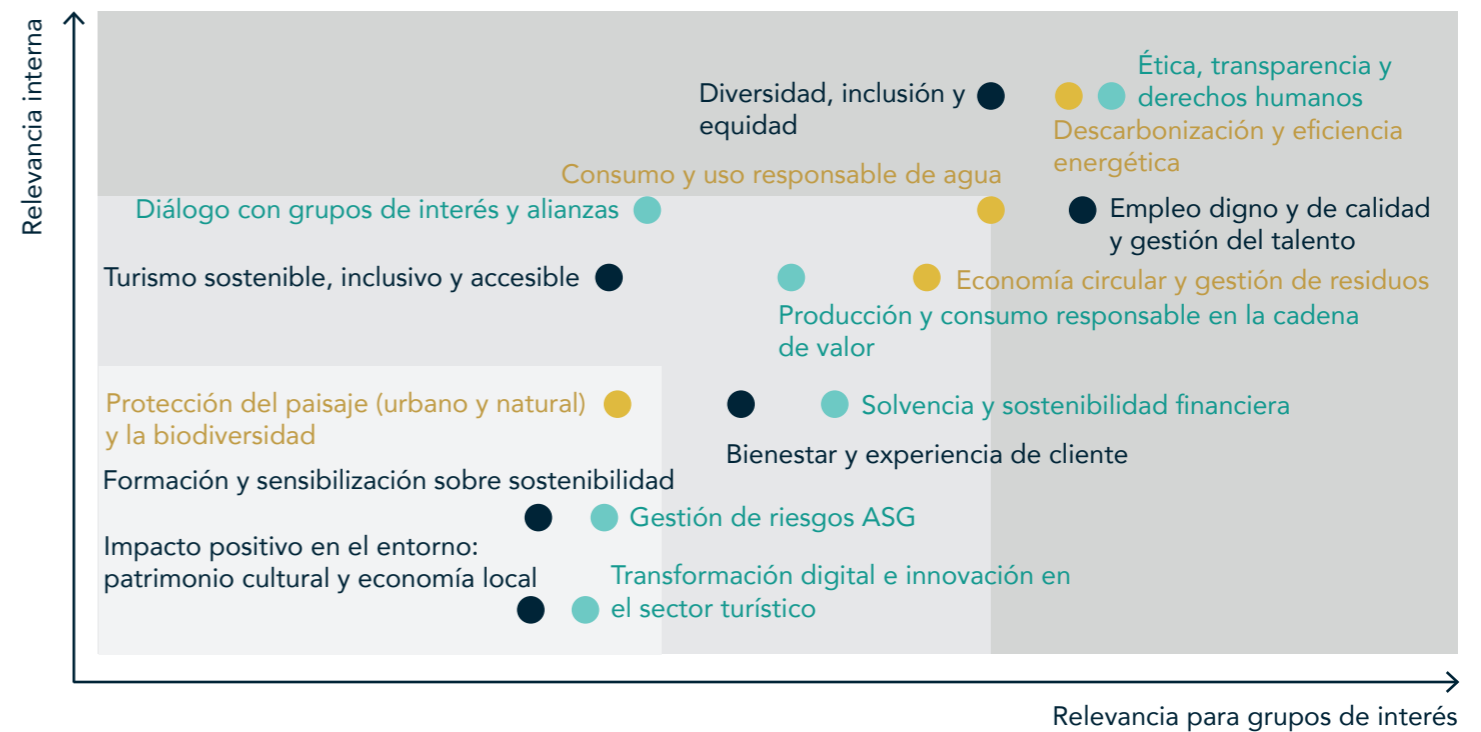 Relevancia interna
Diversidad, inclusión y
equidad
Ética, transparencia y
derechos humanos
Descarbonización y eficiencia
energética
Consumo y uso responsable de agua
Diálogo con grupos de interés y alianzas
Empleo digno y de calidad
y gestión del talento
Turismo sostenible, inclusivo y accesible
Economía circular y gestión de residuos
Producción y consumo responsable en la cadena
de valor
Protección del paisaje (urbano y natural)
y la biodiversidad
Solvencia y sostenibilidad financiera
Bienestar y experiencia de cliente
Formación y sensibilización sobre sostenibilidad
Gestión de riesgos ASG
Impacto positivo en el entorno:
patrimonio cultural y economía local
Transformación digital e innovación en
el sector turístico
Relevancia para grupos de interés